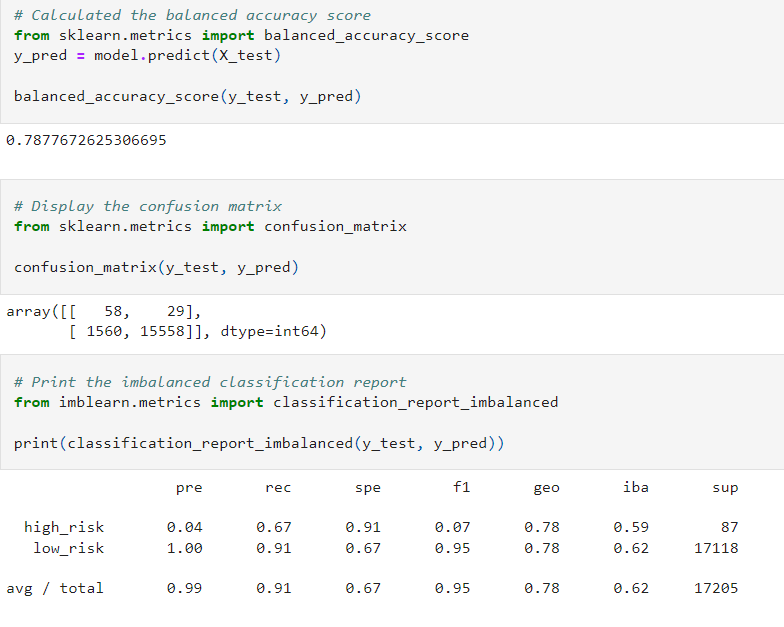 # Calculated the balanced accuracy score
from sklearn.metrics import balanced_accuracy_score
y_pred = model.predict(X_test)
balanced_accuracy_score(y_test, y_pred)
0.7877672625306695
# Display the confusion matrix
from sklearn.metrics import confusion_matrix
confusion_matrix(y_test, y_pred)
array([[   58,    29],
       [ 1560, 15558]], dtype=int64)
# Print the imbalanced classification report
from imblearn.metrics import classification_report_imbalanced
print(classification_report_imbalanced(y_test, y_pred))
                   pre       rec       spe        f1       geo       iba       sup
  high_risk       0.04      0.67      0.91      0.07      0.78      0.59        87
   low_risk       1.00      0.91      0.67      0.95      0.78      0.62     17118
avg / total       0.99      0.91      0.67      0.95      0.78      0.62     17205